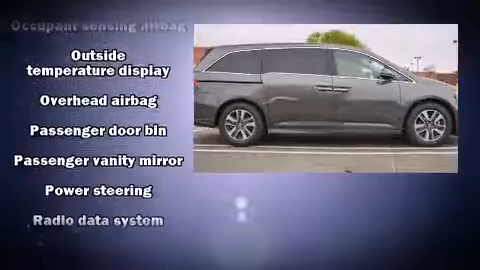 Occupant sensing airbag
Outside
temperature display
Overhead airbag
Passenger door bin
Passenger vanity mirror
Power steering
Radio data system